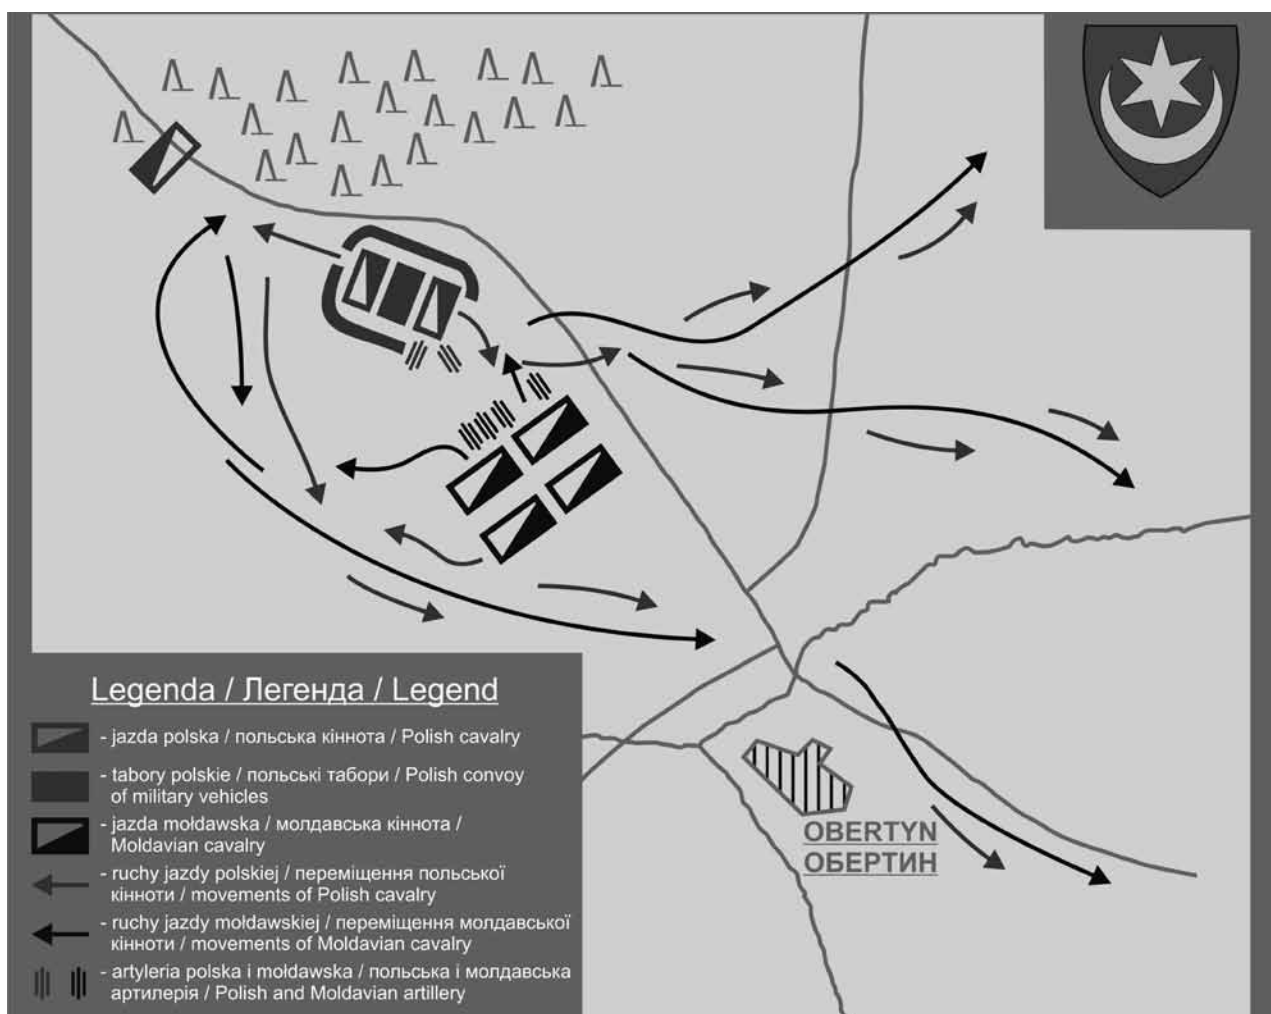 OBERTYN
ОБЕРТИН
Legenda / Легенда / Legend
- jazda polska / польська кіннота / Polish cavalry
- tabory polskie / польські табори / Polish convoy
of military vehicles
- jazda mołdawska / молдавська кіннота /
Moldavian cavalry
- ruchy jazdy polskiej / переміщення польської
кінноти / movements of Polish cavalry
- ruchy jazdy mołdawskiej / переміщення молдавської
кінноти / movements of Moldavian cavalry
- artyleria polska i mołdawska / польська і молдавська
артилерія / Polish and Moldavian artillery